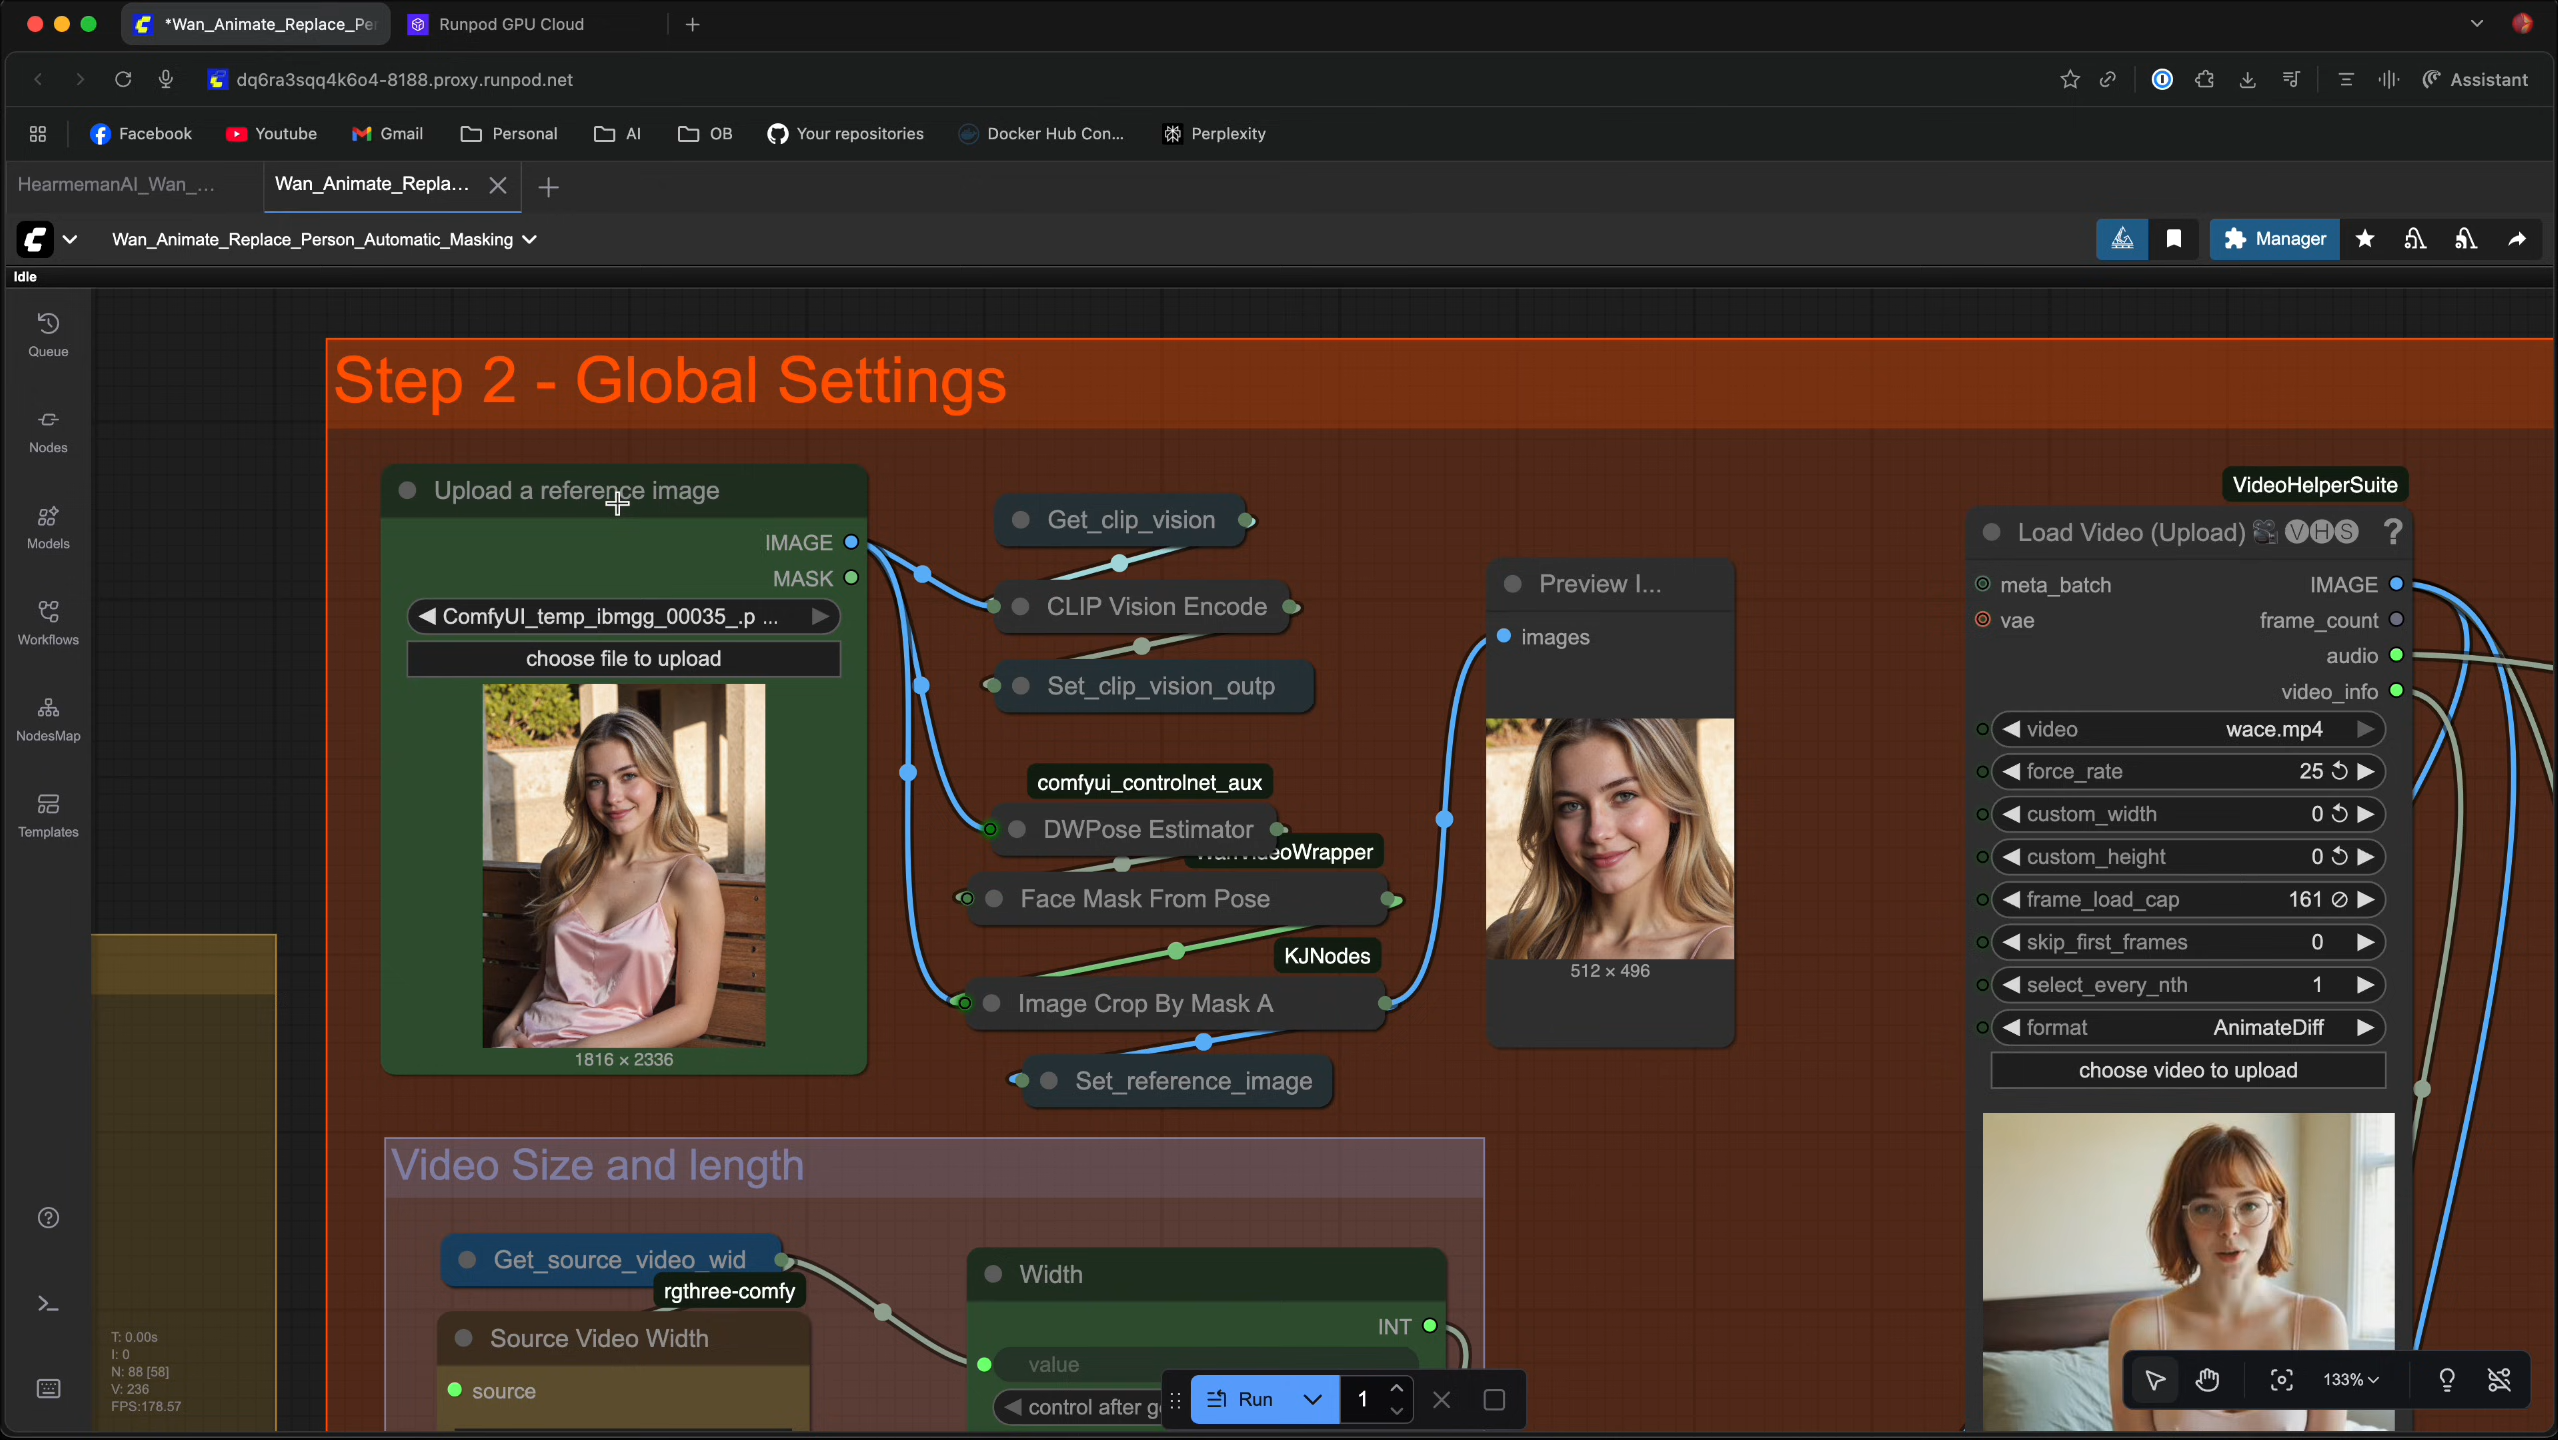 *Wan_Animate_Replace_Per
Runpod GPU Cloud
dq6ra3sqq4k6o4-8188.proxy.runpod.net
Assistant
Facebook
Youtube
Gmail
Personal
AI
OB
Your repositories
Docker Hub Con...
Perplexity
HearmemanAI_Wan_...
Wan_Animate_Repla...
Wan_Animate_Replace_Person_Automatic_Masking
Manager
Idle
Queue
Nodes
Models
Workflows
NodesMap
Templates
T: 0.00s
I: 0
N: 88 [58]
V: 236
FPS:178.57
Step 2 - Global Settings
Upload a reference image
IMAGE
MASK
ComfyUI_temp_ibmgg_00035_.p ...
choose file to upload
1816 × 2336
Get_clip_vision
CLIP Vision Encode
Set_clip_vision_outp
comfyui_controlnet_aux
DWPose Estimator
Face Mask From Pose
KJNodes
Image Crop By Mask A
Set_reference_image
Preview I...
images
512 × 496
VideoHelperSuite
Load Video (Upload) VHS ?
meta_batch IMAGE
vae frame_count
audio
video_info
video wace.mp4
force_rate 25
custom_width 0
custom_height 0
frame_load_cap 161
skip_first_frames 0
select_every_nth 1
format AnimateDiff
choose video to upload
Video Size and length
Get_source_video_wid
rgthree-comfy
Source Video Width
source
Width
INT
value
control after g
Run
1
133%